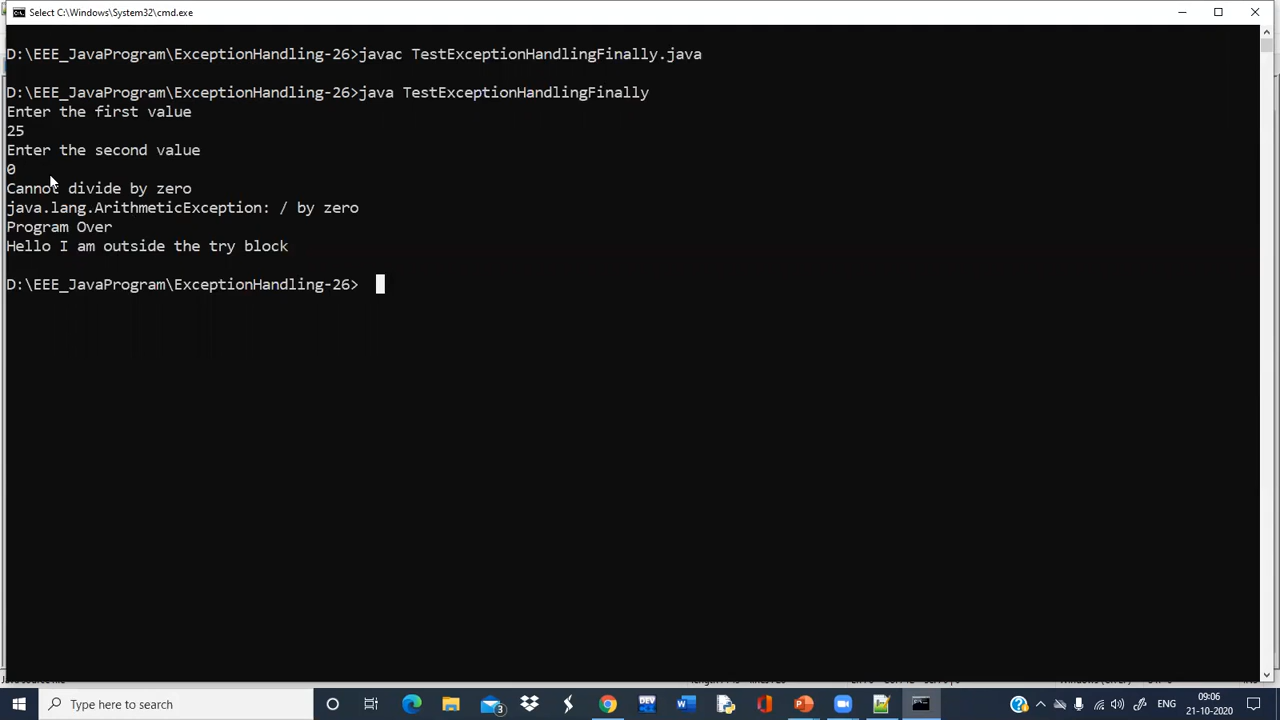 Select C:\Windows\System32\cmd.exe
D:\EEE_JavaProgram\ExceptionHandling-26>javac TestExceptionHandlingFinally.java
D:\EEE_JavaProgram\ExceptionHandling-26>java TestExceptionHandlingFinally
Enter the first value
25
Enter the second value
0
Cannot divide by zero
java.lang.ArithmeticException: / by zero
Program Over
Hello I am outside the try block
D:\EEE_JavaProgram\ExceptionHandling-26>
Type here to search
3
ENG
09:06
21-10-2020